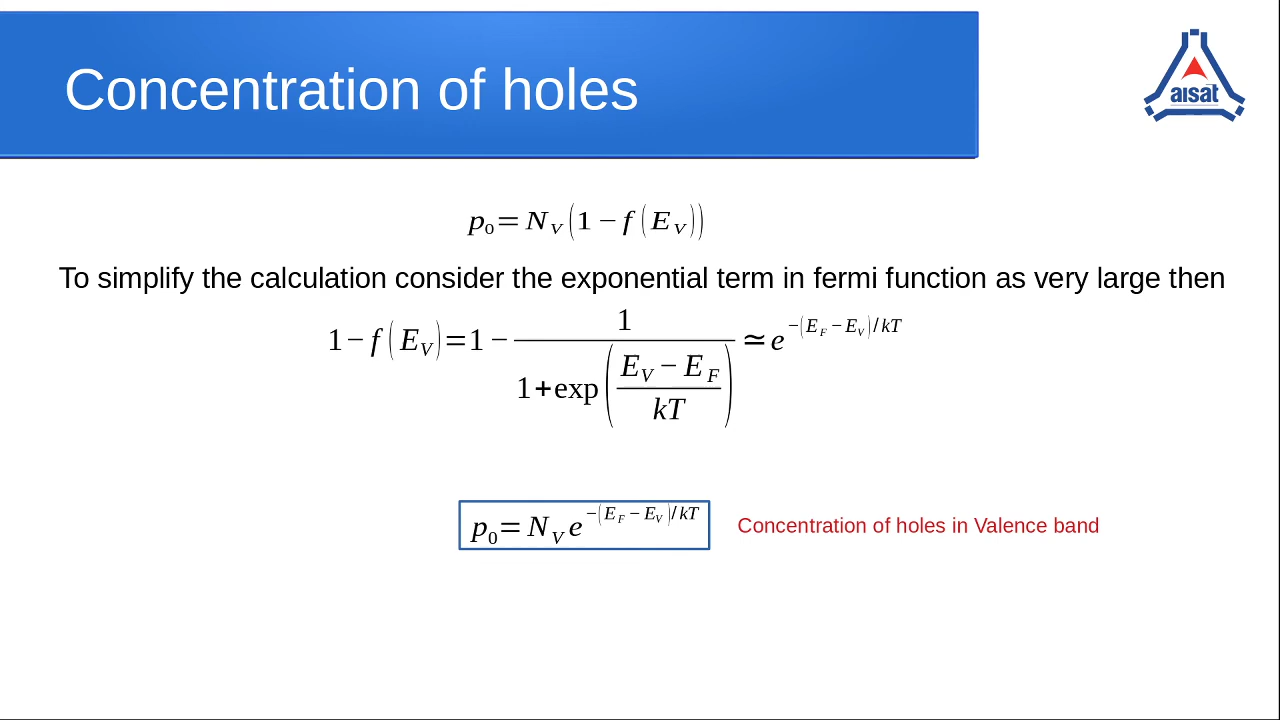 Concentration of holes
aısat
p₀ = N_V (1 − f(E_V))
To simplify the calculation consider the exponential term in fermi function as very large then
1 − f(E_V) = 1 − 1 / (1 + exp((E_V − E_F) / kT)) ≃ e^(−(E_F − E_V)/kT)
p₀ = N_V e^(−(E_F − E_V)/kT)
Concentration of holes in Valence band